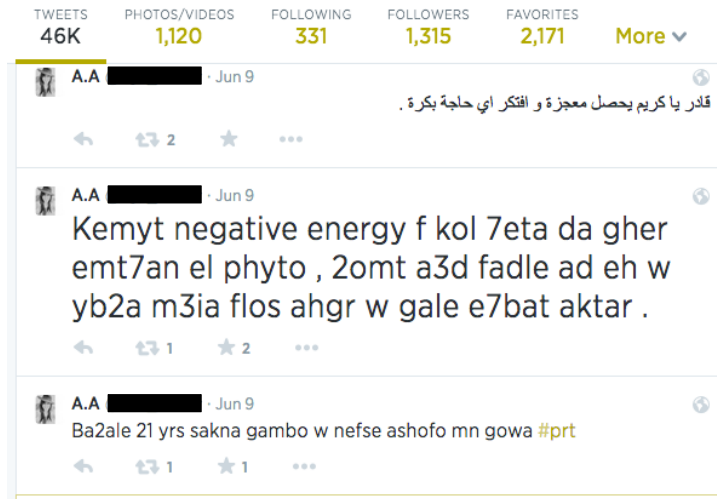 TWEETS PHOTOS/VIDEOS FOLLOWING FOLLOWERS FAVORITES
46K 1,120 331 1,315 2,171 More
A.A · Jun 9
قادر يا كريم يحصل معجزة و افتكر اي حاجة بكرة .
2
A.A · Jun 9
Kemyt negative energy f kol 7eta da gher
emt7an el phyto , 2omt a3d fadle ad eh w
yb2a m3ia flos ahgr w gale e7bat aktar .
1 2
A.A · Jun 9
Ba2ale 21 yrs sakna gambo w nefse ashofo mn gowa #prt
1 1